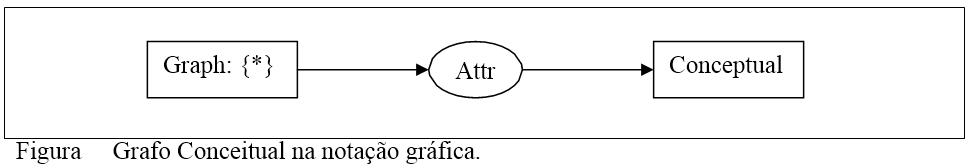 Graph: {*}
Attr
Conceptual
Figura Grafo Conceitual na notação gráfica.